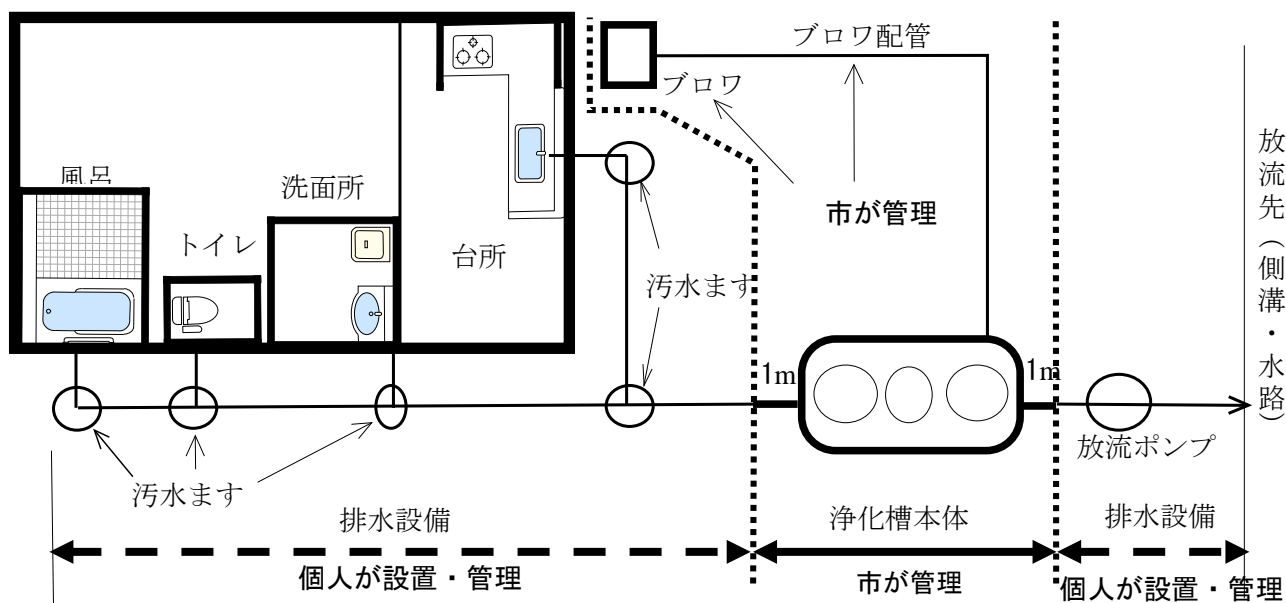 ブロワ配管
ブロワ
風呂
洗面所
トイレ
台所
市が管理
汚水ます
1m
1m
放流先(側溝・水路)
放流ポンプ
汚水ます
排水設備
浄化槽本体
排水設備
個人が設置・管理
市が管理
個人が設置・管理